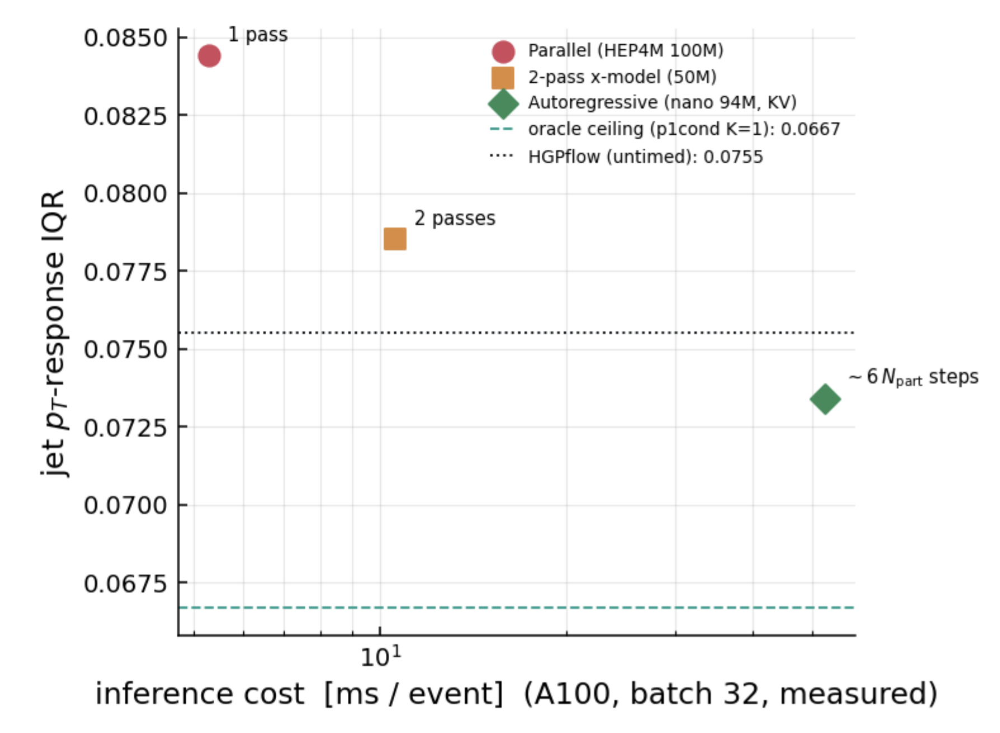 1 pass
Parallel (HEP4M 100M)
2-pass x-model (50M)
Autoregressive (nano 94M, KV)
oracle ceiling (p1cond K=1): 0.0667
HGPflow (untimed): 0.0755
2 passes
~ 6 N_part steps
jet p_T-response IQR
0.0850
0.0825
0.0800
0.0775
0.0750
0.0725
0.0700
0.0675
10¹
inference cost [ms / event] (A100, batch 32, measured)